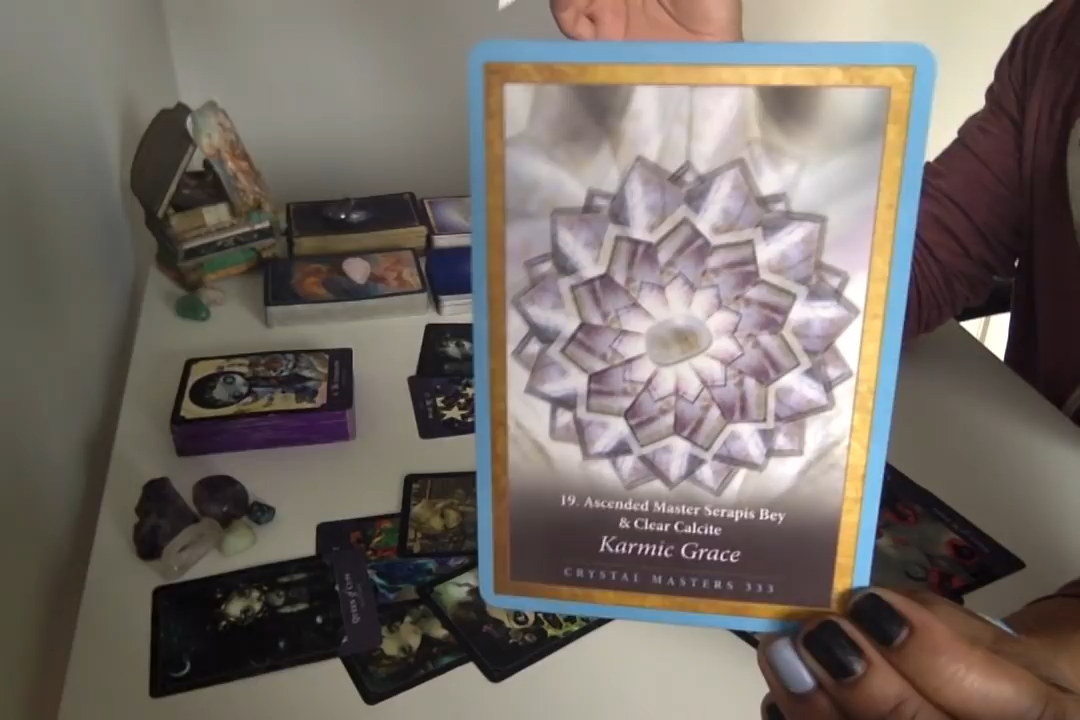 19. Ascended Master Serapis Bey
& Clear Calcite
Karmic Grace
CRYSTAL MASTERS 333